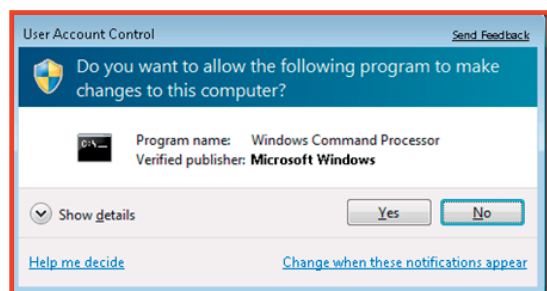 User Account Control
Send Feedback
Do you want to allow the following program to make
changes to this computer?
C:\_
Program name: Windows Command Processor
Verified publisher: Microsoft Windows
Show details
Yes
No
Help me decide
Change when these notifications appear